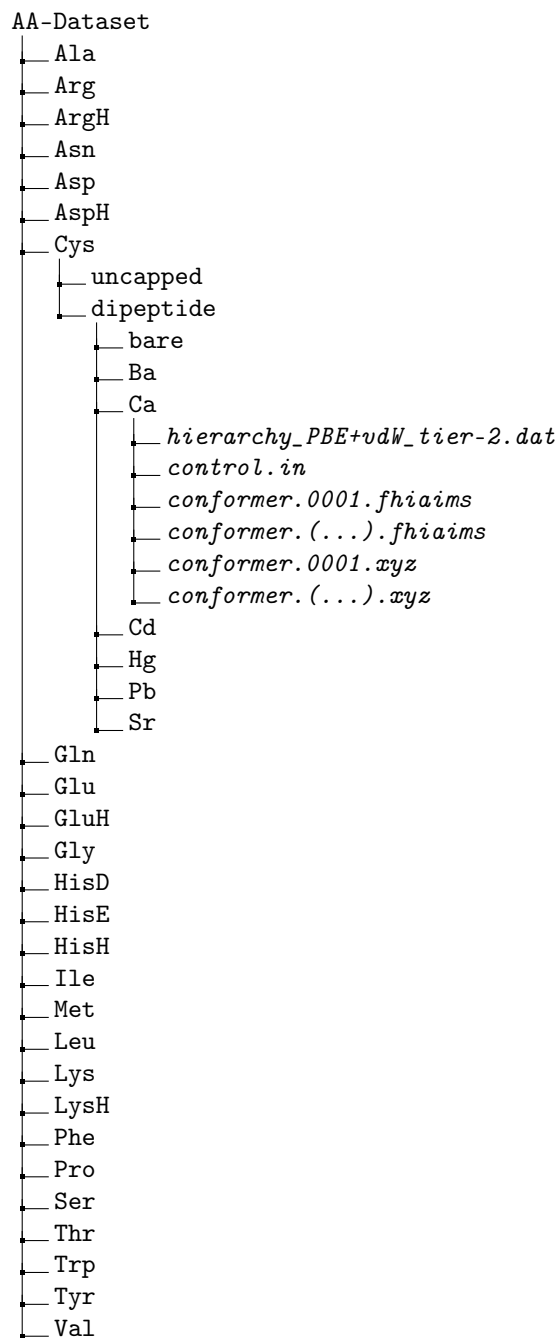 AA-Dataset
Ala
Arg
ArgH
Asn
Asp
AspH
Cys
uncapped
dipeptide
bare
Ba
Ca
hierarchy_PBE+vdW_tier-2.dat
control.in
conformer.0001.fhiaims
conformer.(...).fhiaims
conformer.0001.xyz
conformer.(...).xyz
Cd
Hg
Pb
Sr
Gln
Glu
GluH
Gly
HisD
HisE
HisH
Ile
Met
Leu
Lys
LysH
Phe
Pro
Ser
Thr
Trp
Tyr
Val